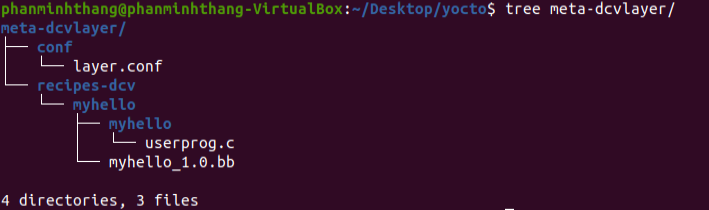 phanminhthang@phanminhthang-VirtualBox:~/Desktop/yocto$ tree meta-dcvlayer/
meta-dcvlayer/
├── conf
│   └── layer.conf
└── recipes-dcv
    └── myhello
        ├── myhello
        │   └── userprog.c
        └── myhello_1.0.bb
4 directories, 3 files